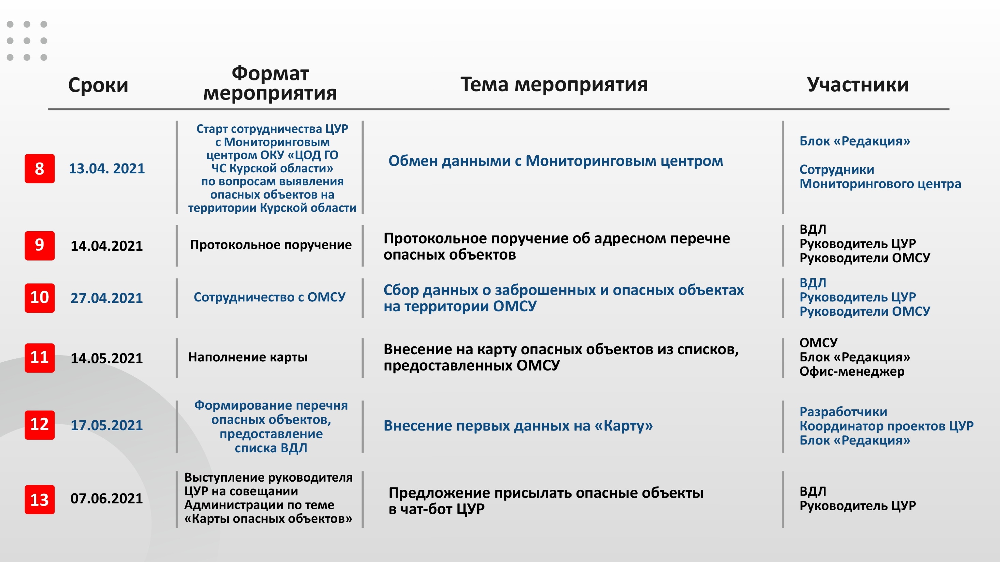 Сроки
Формат
мероприятия
Тема мероприятия
Участники
8
13.04. 2021
Старт сотрудничества ЦУР
с Мониторинговым
центром ОКУ «ЦОД ГО
ЧС Курской области»
по вопросам выявления
опасных объектов на
территории Курской области
Обмен данными с Мониторинговым центром
Блок «Редакция»
Сотрудники
Мониторингового центра
9
14.04.2021
Протокольное поручение
Протокольное поручение об адресном перечне
опасных объектов
ВДЛ
Руководитель ЦУР
Руководители ОМСУ
10
27.04.2021
Сотрудничество с ОМСУ
Сбор данных о заброшенных и опасных объектах
на территории ОМСУ
ВДЛ
Руководитель ЦУР
Руководители ОМСУ
11
14.05.2021
Наполнение карты
Внесение на карту опасных объектов из списков,
предоставленных ОМСУ
ОМСУ
Блок «Редакция»
Офис-менеджер
12
17.05.2021
Формирование перечня
опасных объектов,
предоставление
списка ВДЛ
Внесение первых данных на «Карту»
Разработчики
Координатор проектов ЦУР
Блок «Редакция»
13
07.06.2021
Выступление руководителя
ЦУР на совещании
Администрации по теме
«Карты опасных объектов»
Предложение присылать опасные объекты
в чат-бот ЦУР
ВДЛ
Руководитель ЦУР